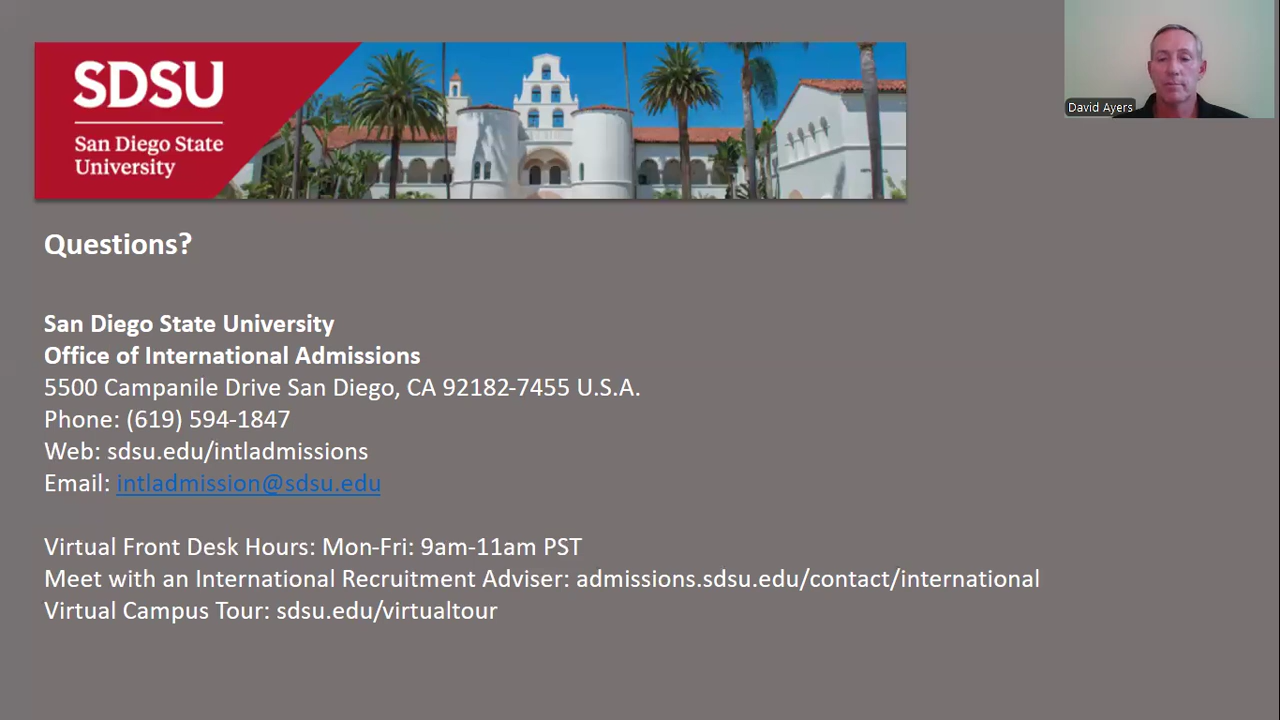 SDSU
San Diego State
University
David Ayers
Questions?
San Diego State University
Office of International Admissions
5500 Campanile Drive San Diego, CA 92182-7455 U.S.A.
Phone: (619) 594-1847
Web: sdsu.edu/intladmissions
Email: intladmission@sdsu.edu
Virtual Front Desk Hours: Mon-Fri: 9am-11am PST
Meet with an International Recruitment Adviser: admissions.sdsu.edu/contact/international
Virtual Campus Tour: sdsu.edu/virtualtour